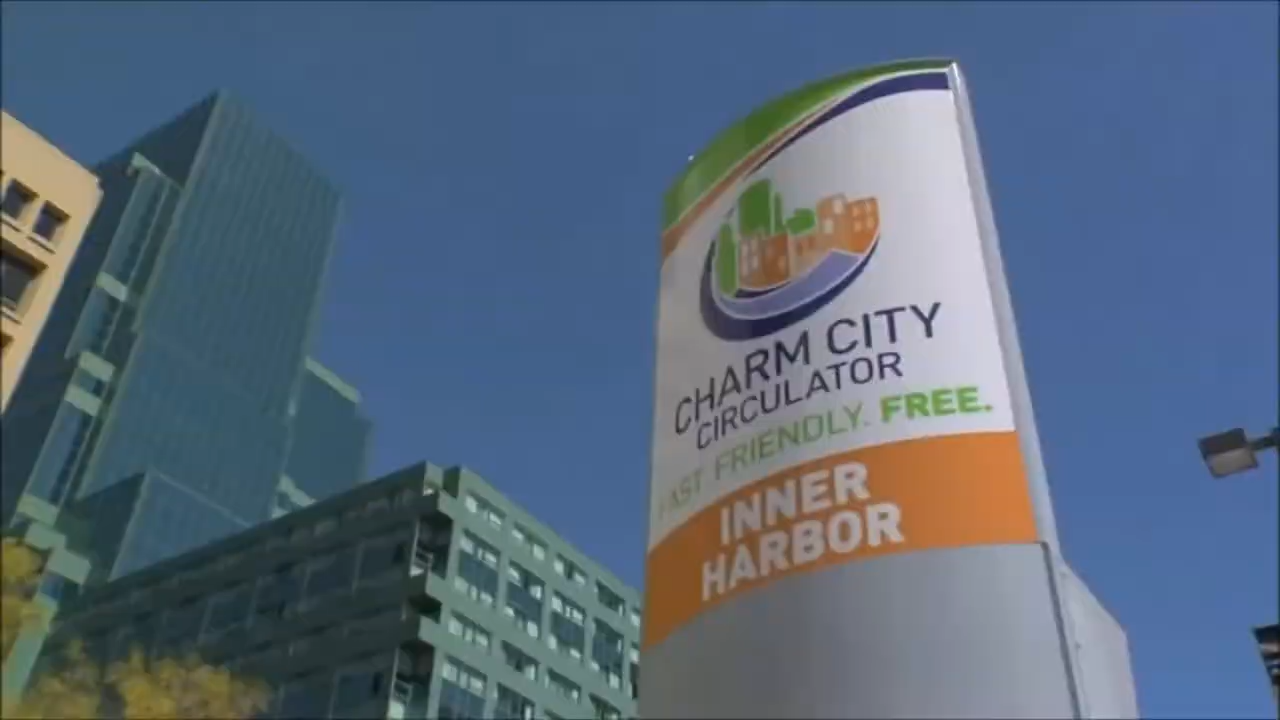 CHARM CITY
CIRCULATOR
FAST. FRIENDLY. FREE.
INNER
HARBOR